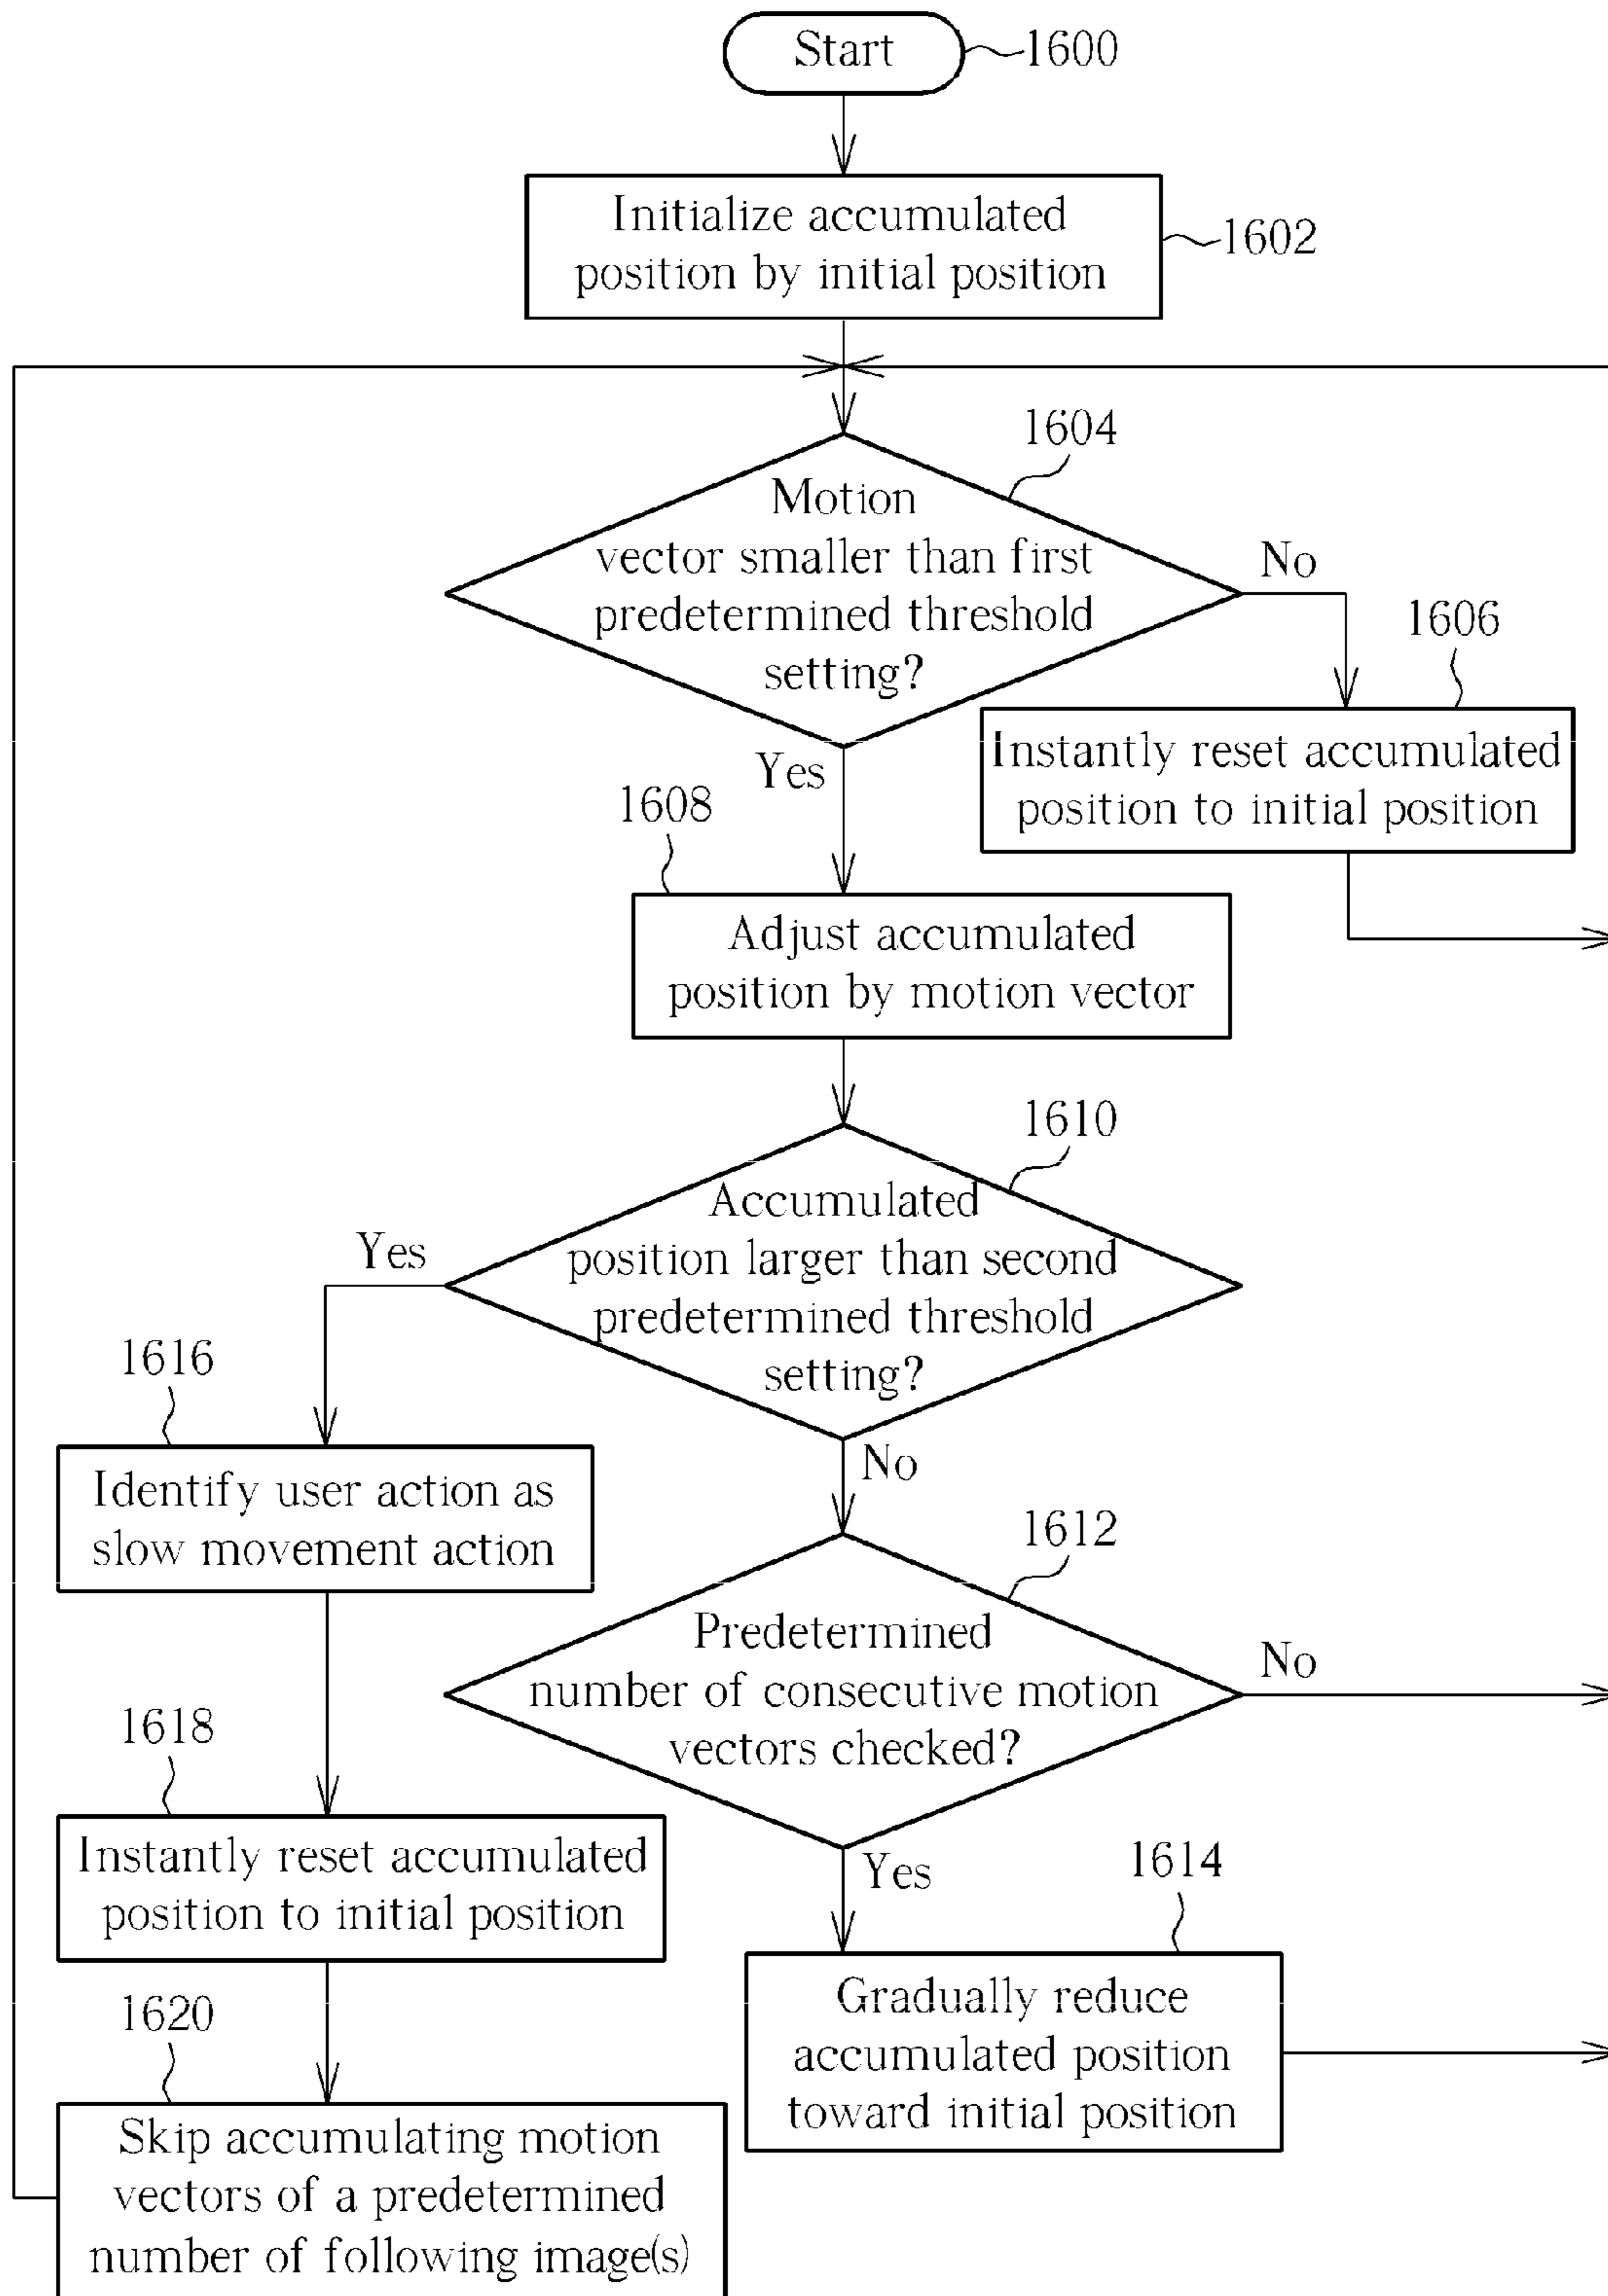 Start
1600
Initialize accumulated
position by initial position
1602
1604
Motion
vector smaller than first
predetermined threshold
setting?
No
1606
Instantly reset accumulated
position to initial position
Yes
1608
Adjust accumulated
position by motion vector
1610
Accumulated
position larger than second
predetermined threshold
setting?
Yes
1616
Identify user action as
slow movement action
No
1612
Predetermined
number of consecutive motion
vectors checked?
No
1618
Instantly reset accumulated
position to initial position
Yes
1614
Gradually reduce
accumulated position
toward initial position
1620
Skip accumulating motion
vectors of a predetermined
number of following image(s)